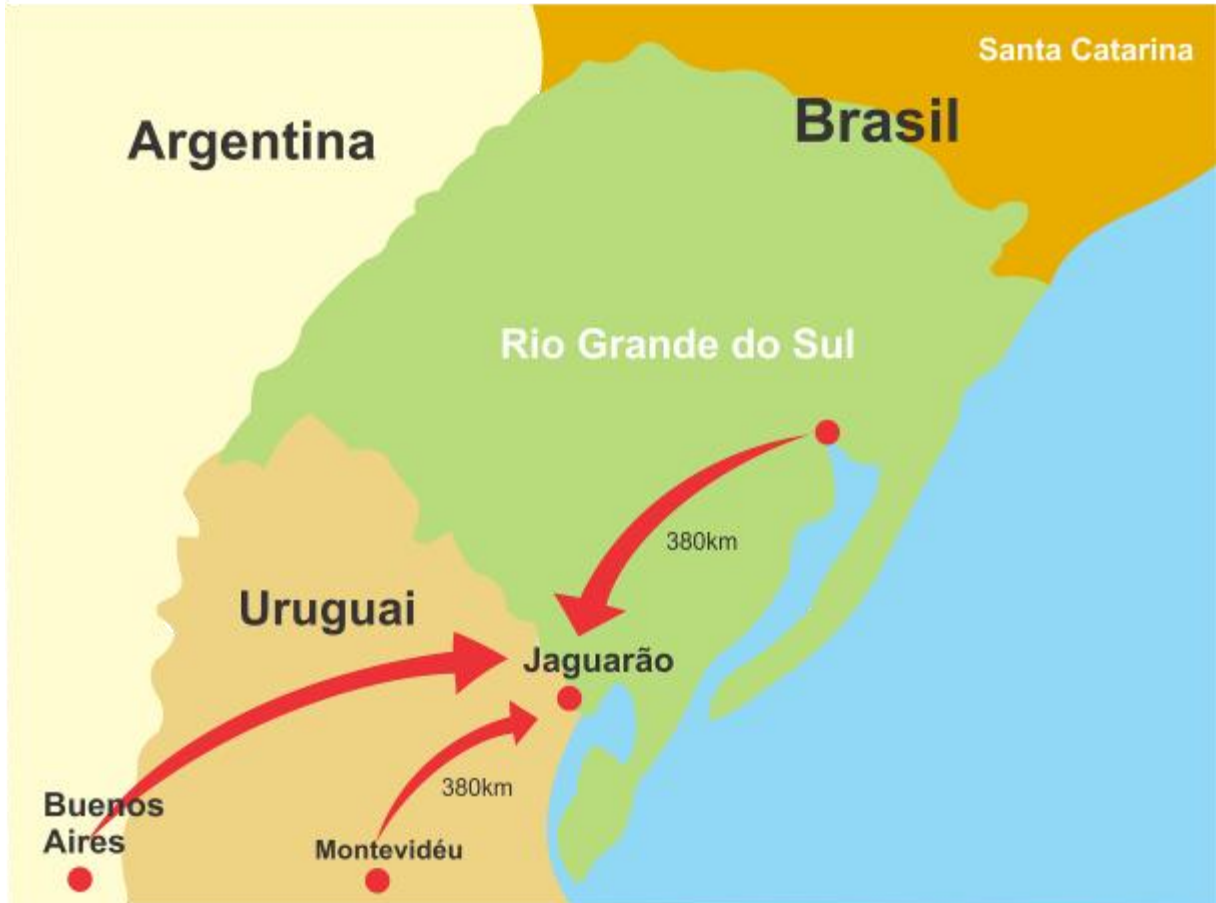 Santa Catarina
Brasil
Argentina
Rio Grande do Sul
380km
Uruguai
Jaguarão
380km
Buenos
Aires
Montevidéu